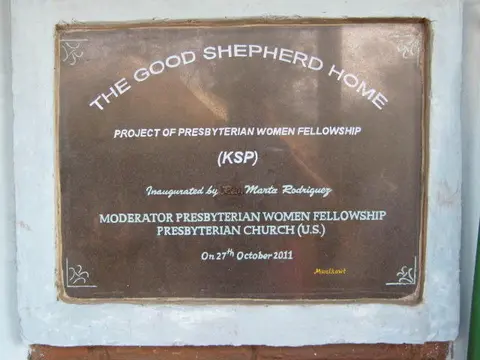 THE GOOD SHEPHERD HOME
PROJECT OF PRESBYTERIAN WOMEN FELLOWSHIP
(KSP)
Inaugurated by Marta Rodriguez
MODERATOR PRESBYTERIAN WOMEN FELLOWSHIP
PRESBYTERIAN CHURCH (U.S.)
On 27th October 2011